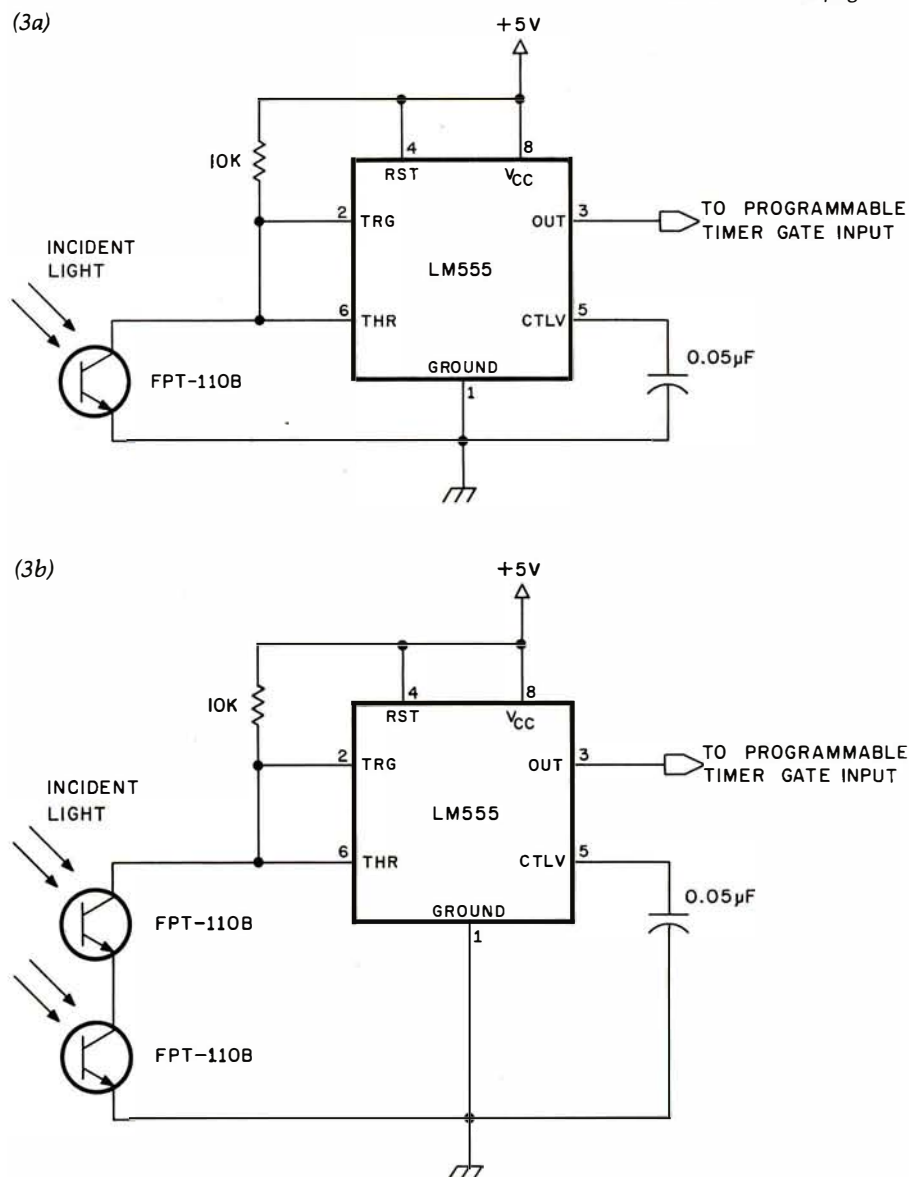 (3a)
+5V
10K
4
8
RST
VCC
2
TRG
OUT
3
TO PROGRAMMABLE
TIMER GATE INPUT
INCIDENT
LIGHT
LM555
6
THR
CTLV
5
0.05µF
FPT-110B
GROUND
1
(3b)
+5V
10K
4
8
RST
VCC
2
TRG
OUT
3
TO PROGRAMMABLE
TIMER GATE INPUT
INCIDENT
LIGHT
LM555
6
THR
CTLV
5
0.05µF
FPT-110B
GROUND
1
FPT-110B